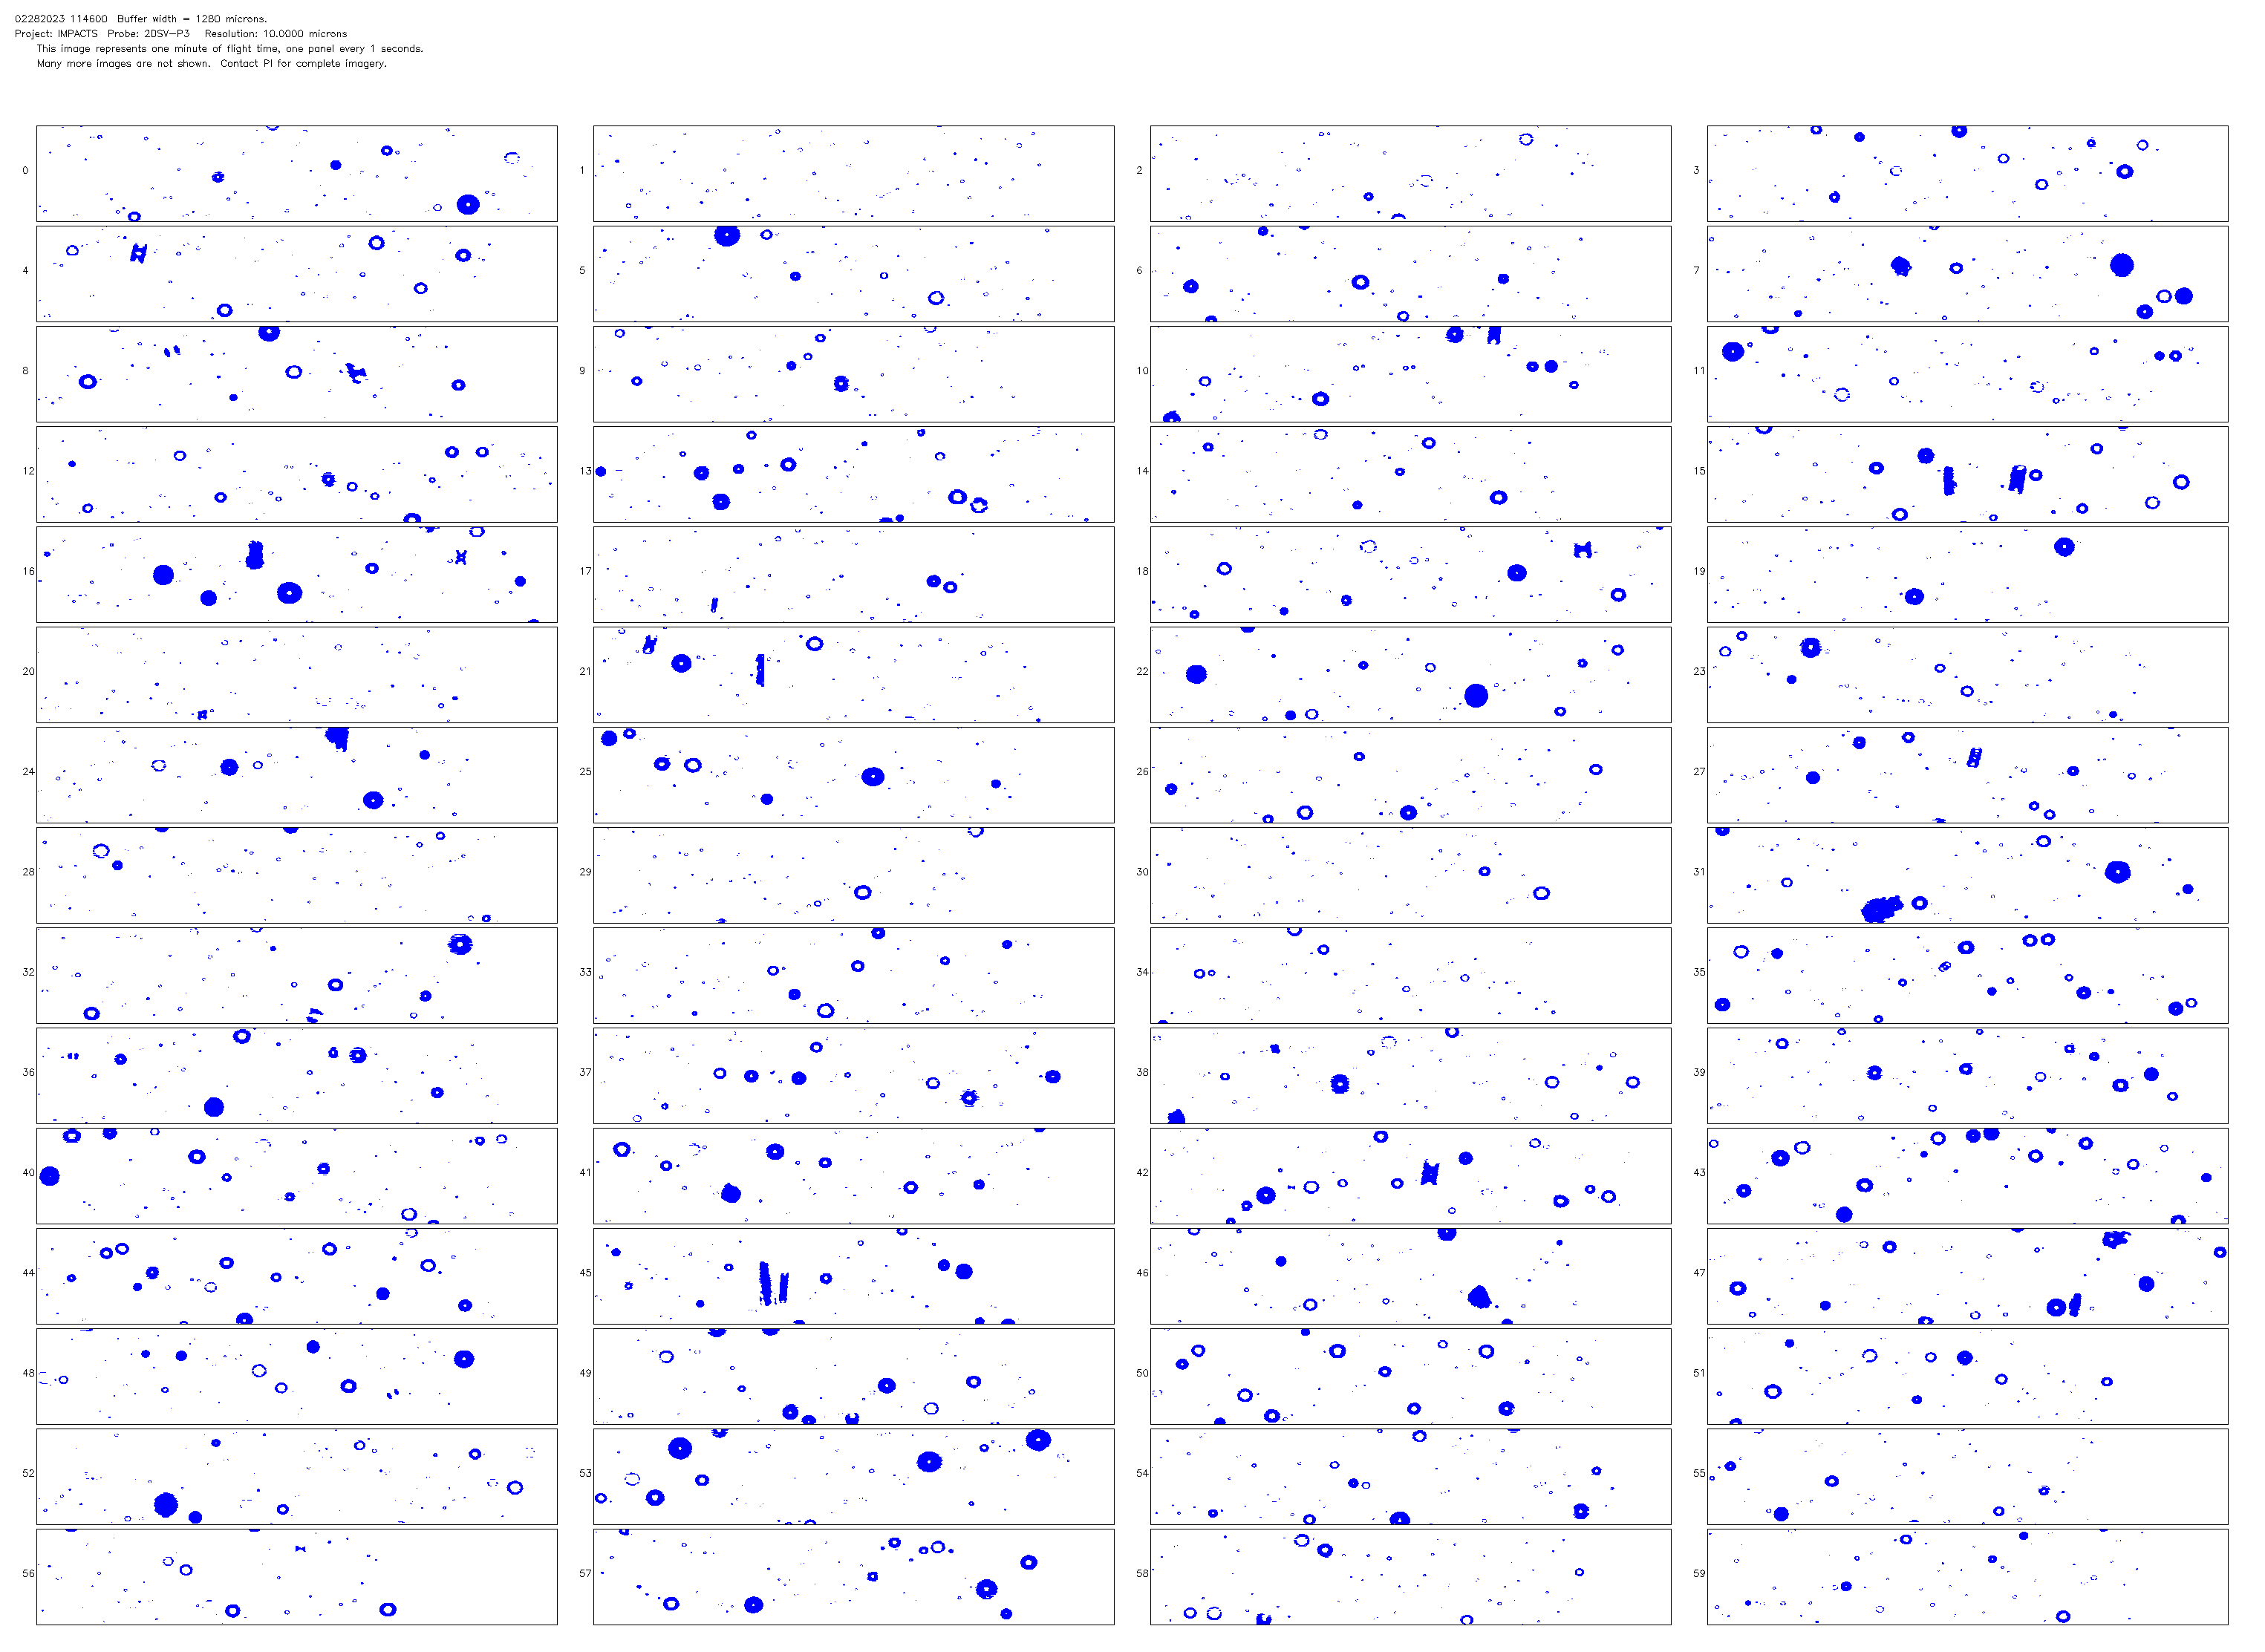 02282023 114600 Buffer width = 1280 microns.
Project: IMPACTS Probe: 2DSV-P3 Resolution: 10.0000 microns
This image represents one minute of flight time, one panel every 1 seconds.
Many more images are not shown. Contact PI for complete imagery.
0 1 2 3
4 5 6 7
8 9 10 11
12 13 14 15
16 17 18 19
20 21 22 23
24 25 26 27
28 29 30 31
32 33 34 35
36 37 38 39
40 41 42 43
44 45 46 47
48 49 50 51
52 53 54 55
56 57 58 59